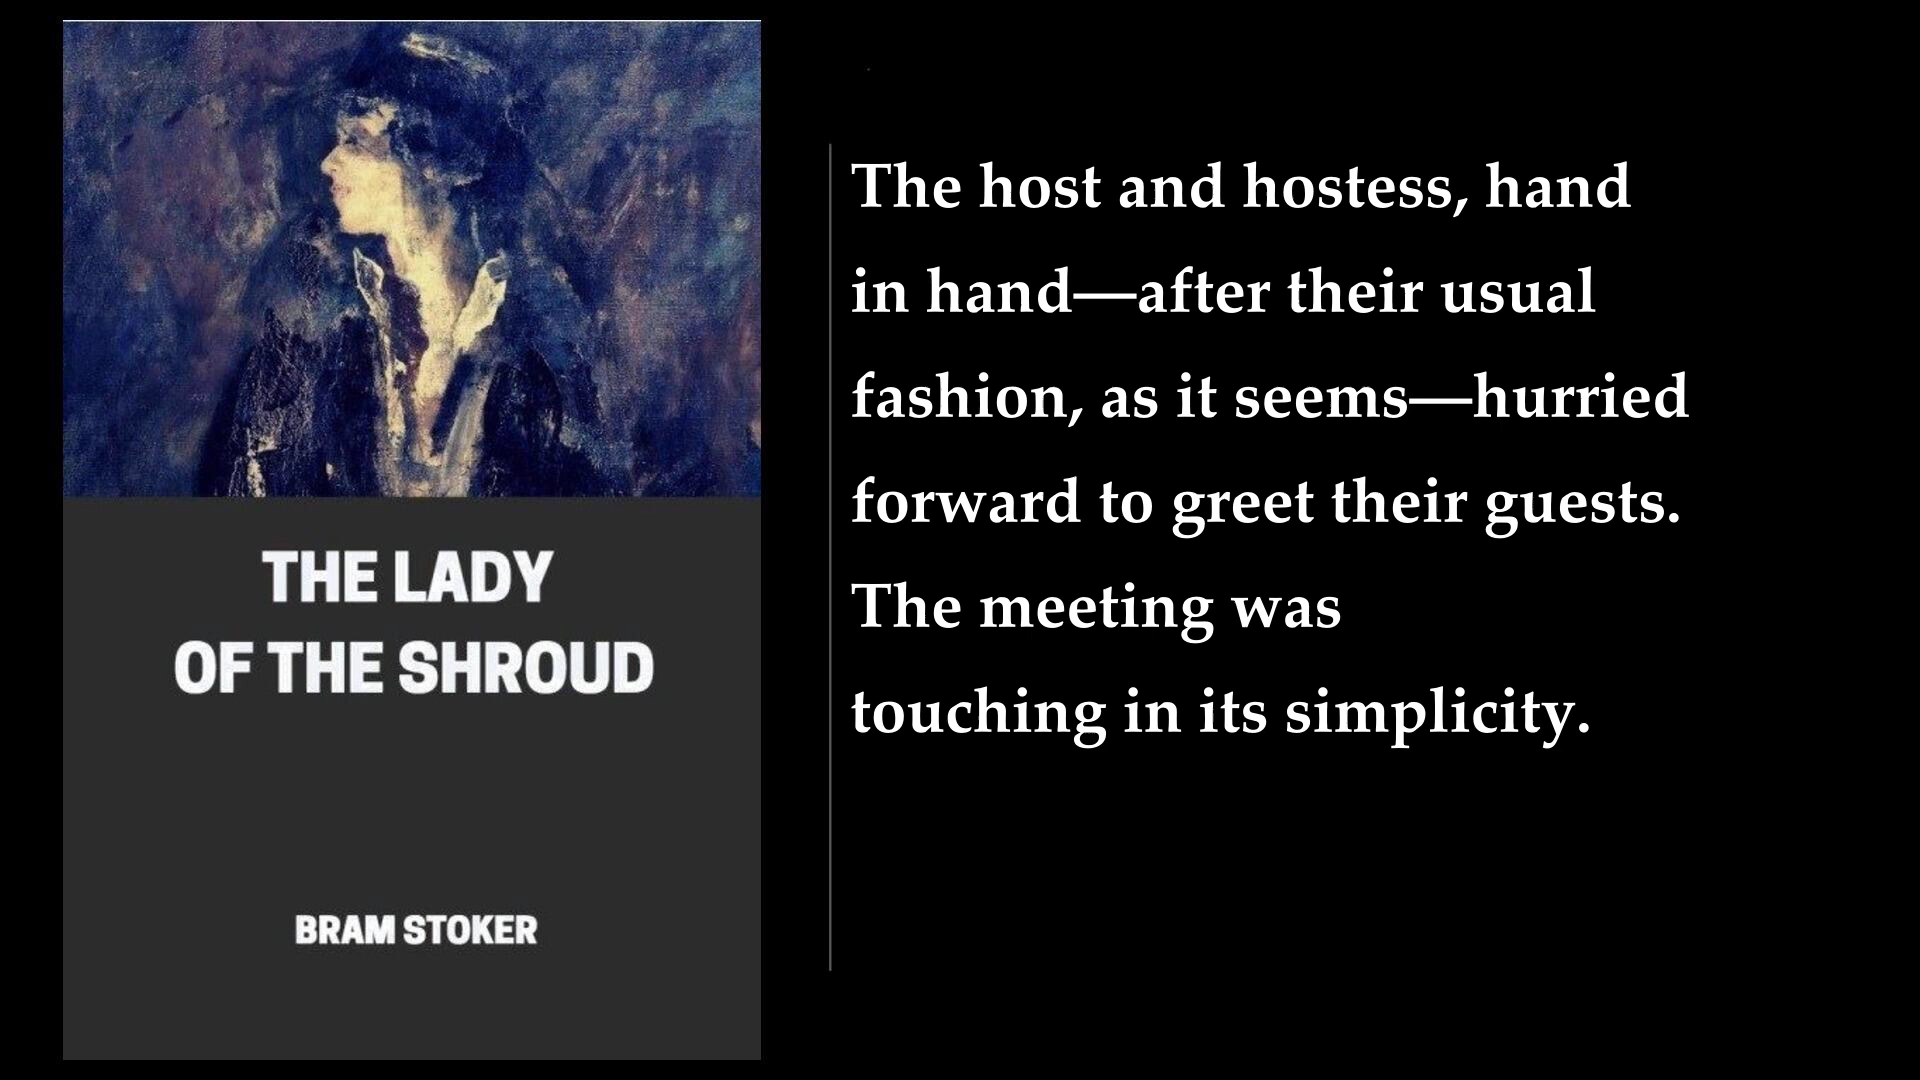 THE LADY
OF THE SHROUD
BRAM STOKER
The host and hostess, hand
in hand—after their usual
fashion, as it seems—hurried
forward to greet their guests.
The meeting was
touching in its simplicity.